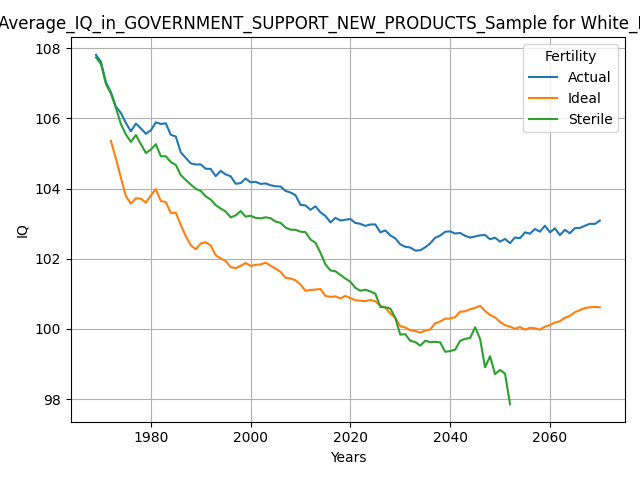 Average_IQ_in_GOVERNMENT_SUPPORT_NEW_PRODUCTS_Sample for White_
Fertility
Actual
Ideal
Sterile
108
106
104
102
100
98
IQ
1980
2000
2020
2040
2060
Years